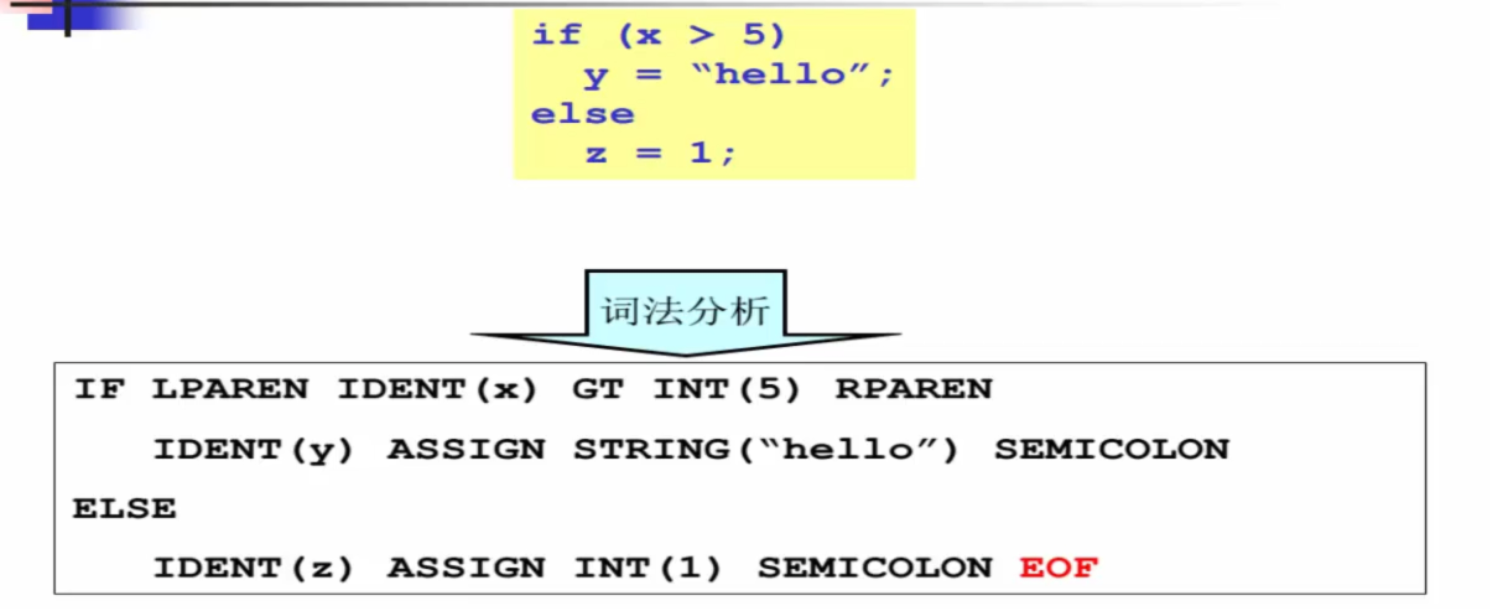 if (x > 5)
y = “hello”;
else
z = 1;
词法分析
IF LPAREN IDENT(x) GT INT(5) RPAREN
IDENT(y) ASSIGN STRING(“hello”) SEMICOLON
ELSE
IDENT(z) ASSIGN INT(1) SEMICOLON EOF